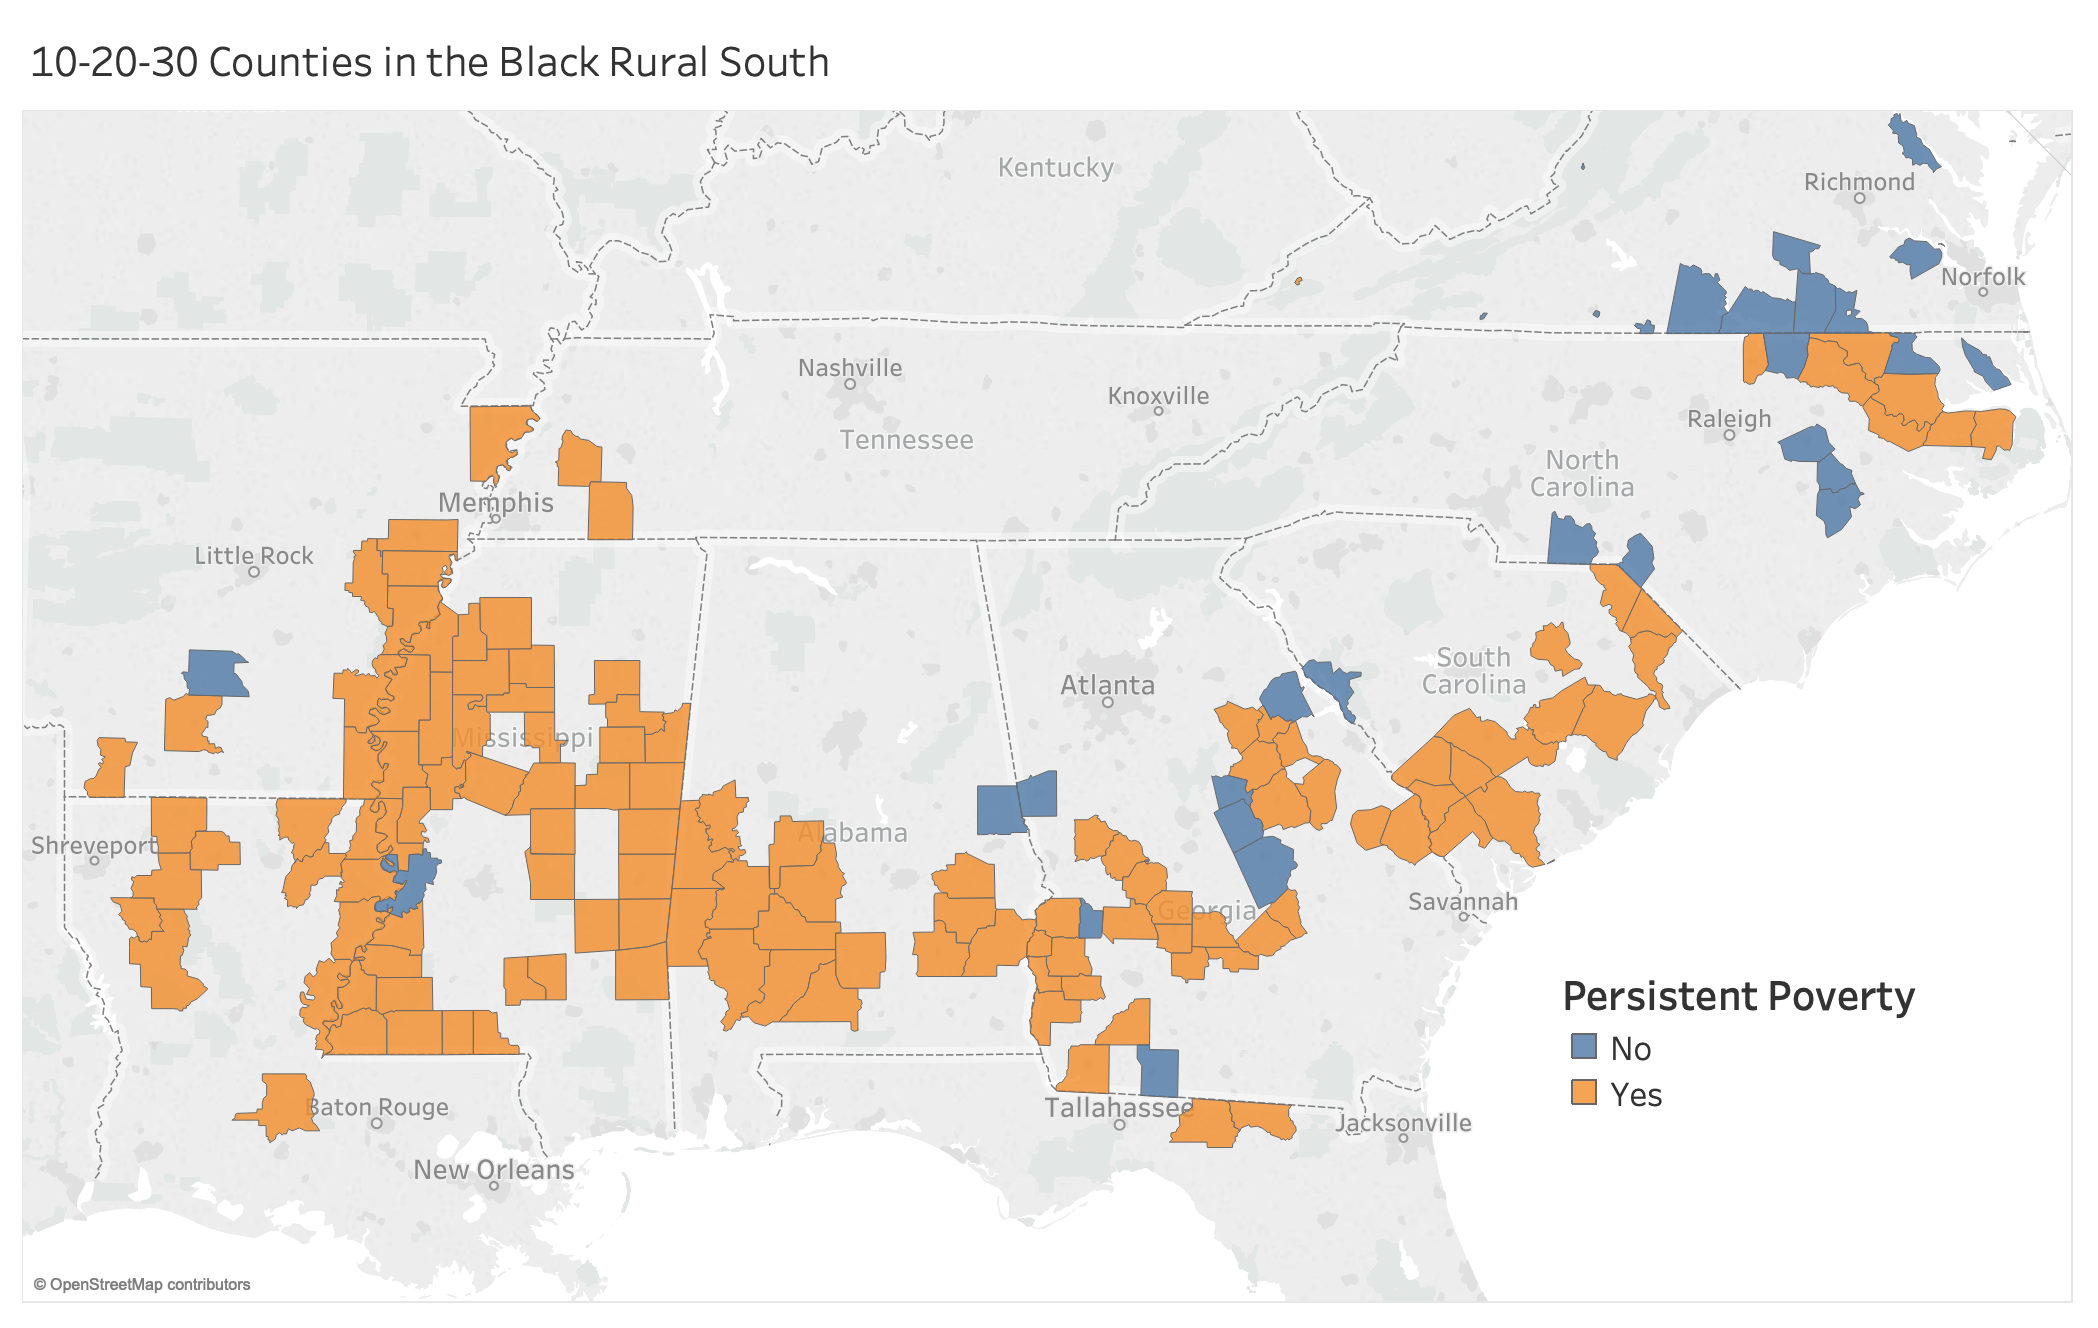 10-20-30 Counties in the Black Rural South
Kentucky
Richmond
Norfolk
Nashville
Knoxville
Tennessee
Raleigh
North
Carolina
Memphis
Little Rock
South
Carolina
Atlanta
Mississippi
Alabama
Shreveport
Georgia
Savannah
Persistent Poverty
No
Yes
Baton Rouge
Tallahassee
Jacksonville
New Orleans
© OpenStreetMap contributors